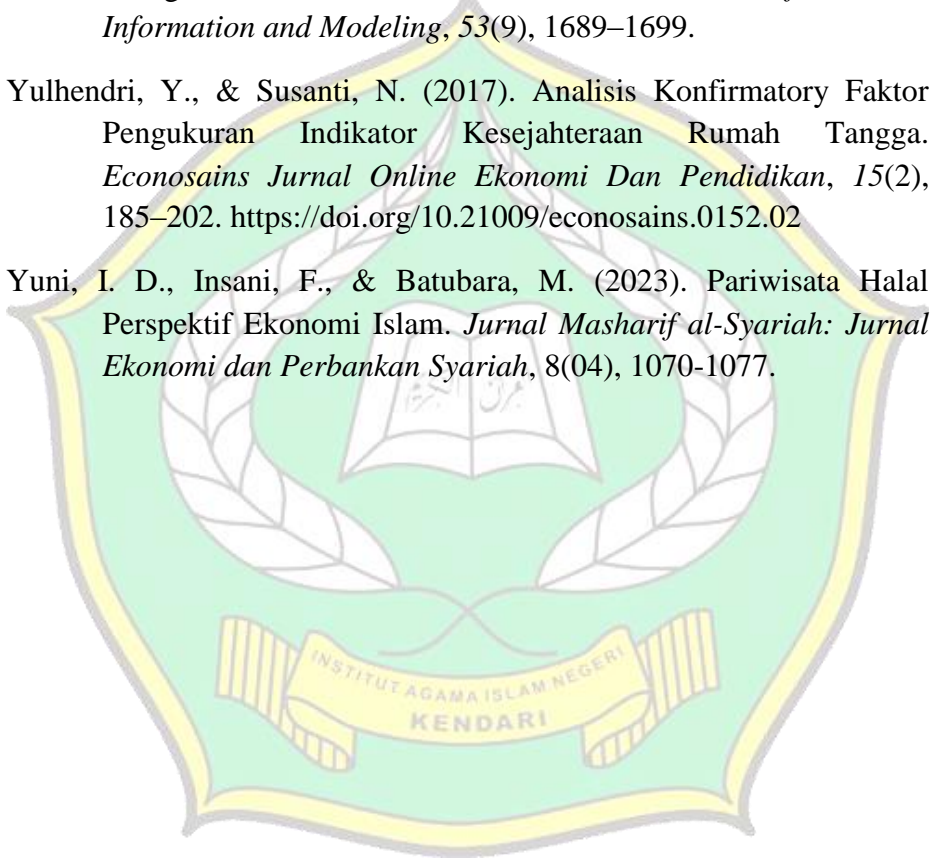 Information and Modeling, 53(9), 1689–1699.
Yulhendri, Y., & Susanti, N. (2017). Analisis Konfirmatory Faktor
Pengukuran Indikator Kesejahteraan Rumah Tangga.
Econosains Jurnal Online Ekonomi Dan Pendidikan, 15(2),
185–202. https://doi.org/10.21009/econosains.0152.02
Yuni, I. D., Insani, F., & Batubara, M. (2023). Pariwisata Halal
Perspektif Ekonomi Islam. Jurnal Masharif al-Syariah: Jurnal
Ekonomi dan Perbankan Syariah, 8(04), 1070-1077.
INSTITUT AGAMA ISLAM NEGERI
KENDARI